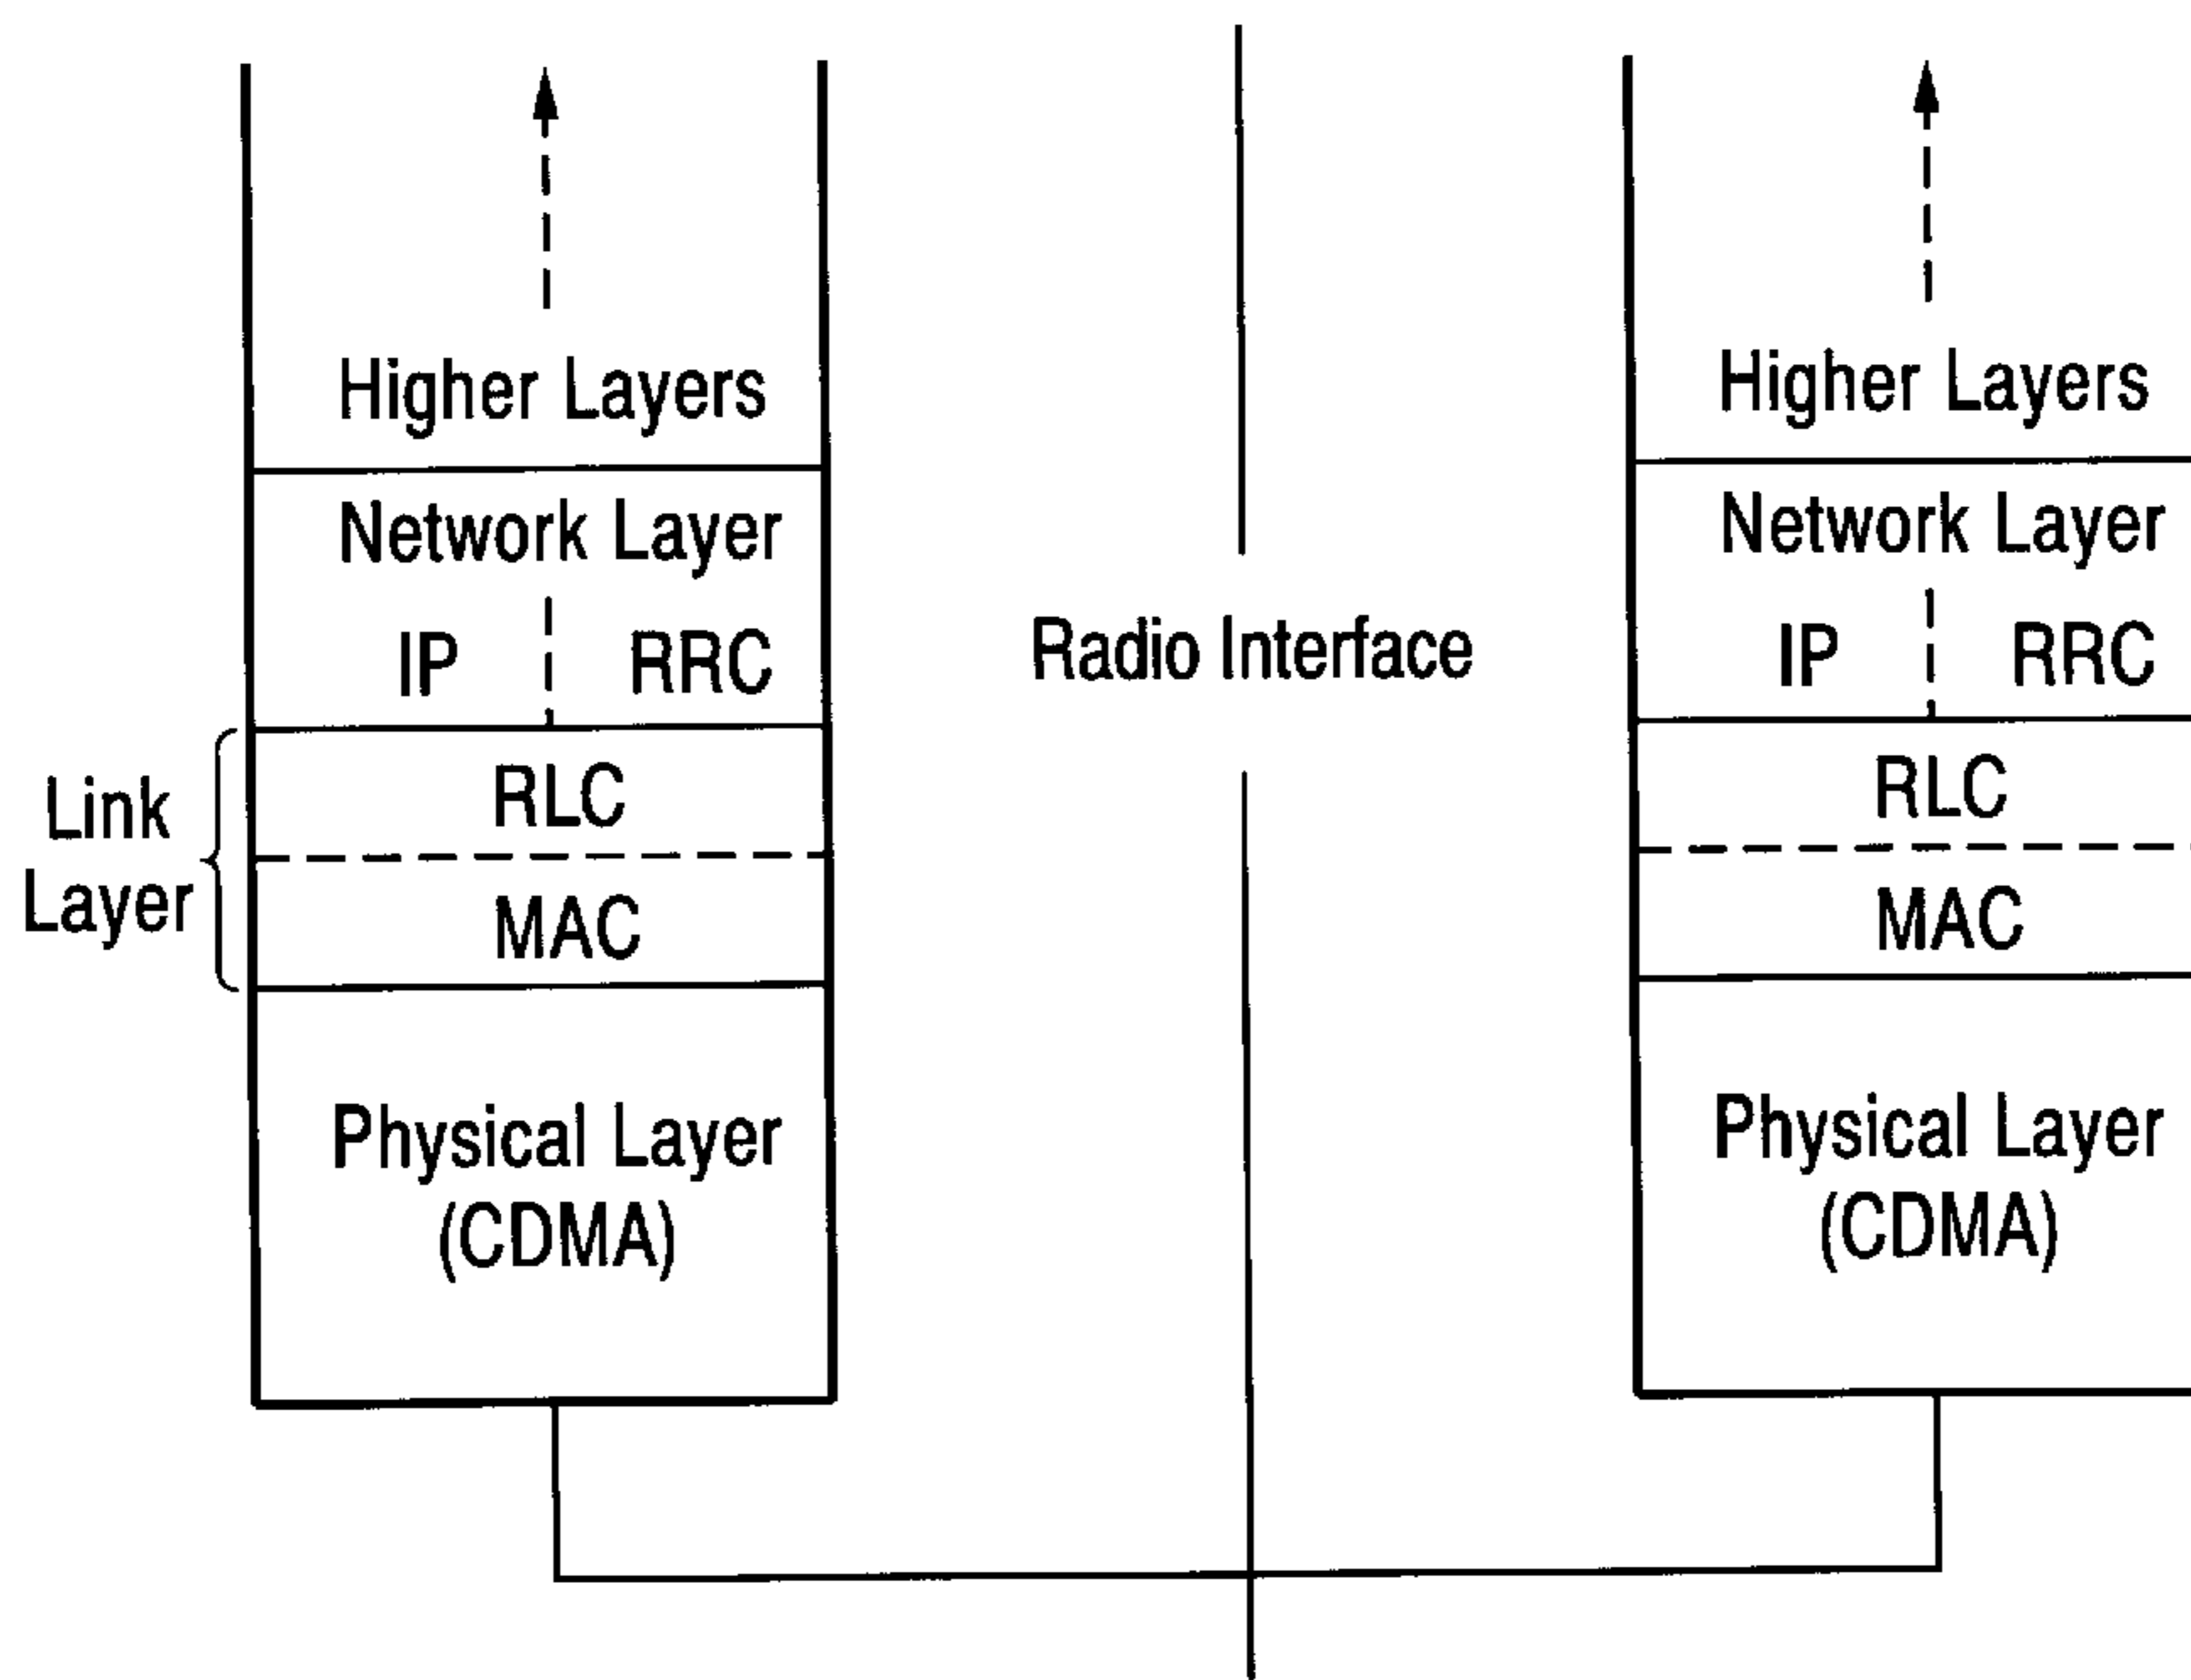 Higher Layers
Network Layer
IP
RRC
Link
Layer
RLC
MAC
Physical Layer
(CDMA)
Radio Interface
Higher Layers
Network Layer
IP
RRC
RLC
MAC
Physical Layer
(CDMA)